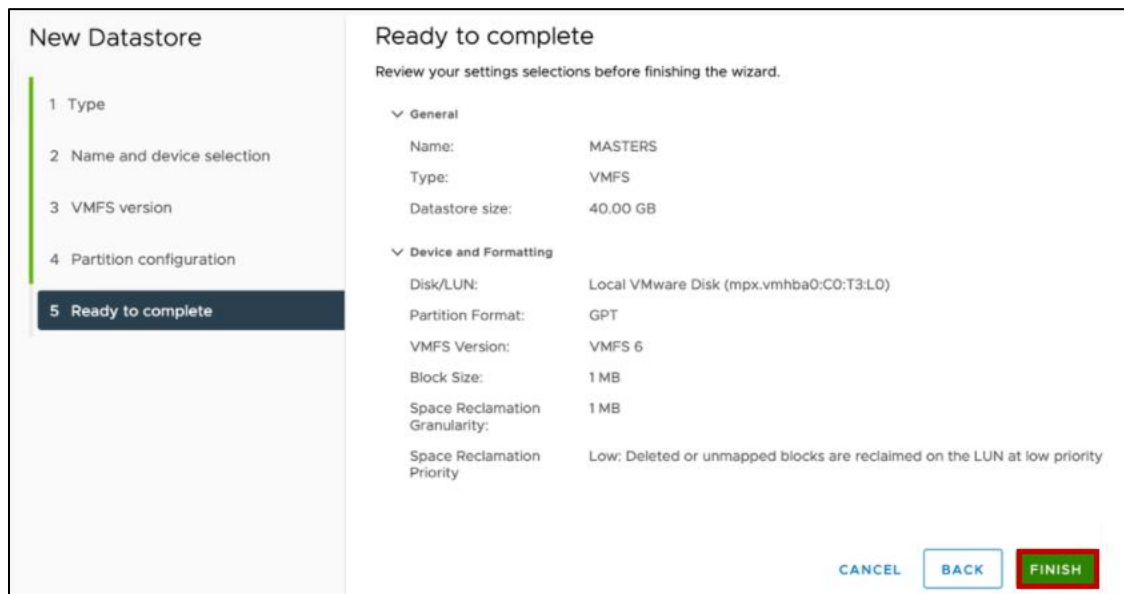 New Datastore
1 Type
2 Name and device selection
3 VMFS version
4 Partition configuration
5 Ready to complete
Ready to complete
Review your settings selections before finishing the wizard.
General
Name: MASTERS
Type: VMFS
Datastore size: 40.00 GB
Device and Formatting
Disk/LUN: Local VMware Disk (mpx.vmhba0:C0:T3:L0)
Partition Format: GPT
VMFS Version: VMFS 6
Block Size: 1 MB
Space Reclamation 1 MB
Granularity:
Space Reclamation Low: Deleted or unmapped blocks are reclaimed on the LUN at low priority
Priority
CANCEL BACK FINISH